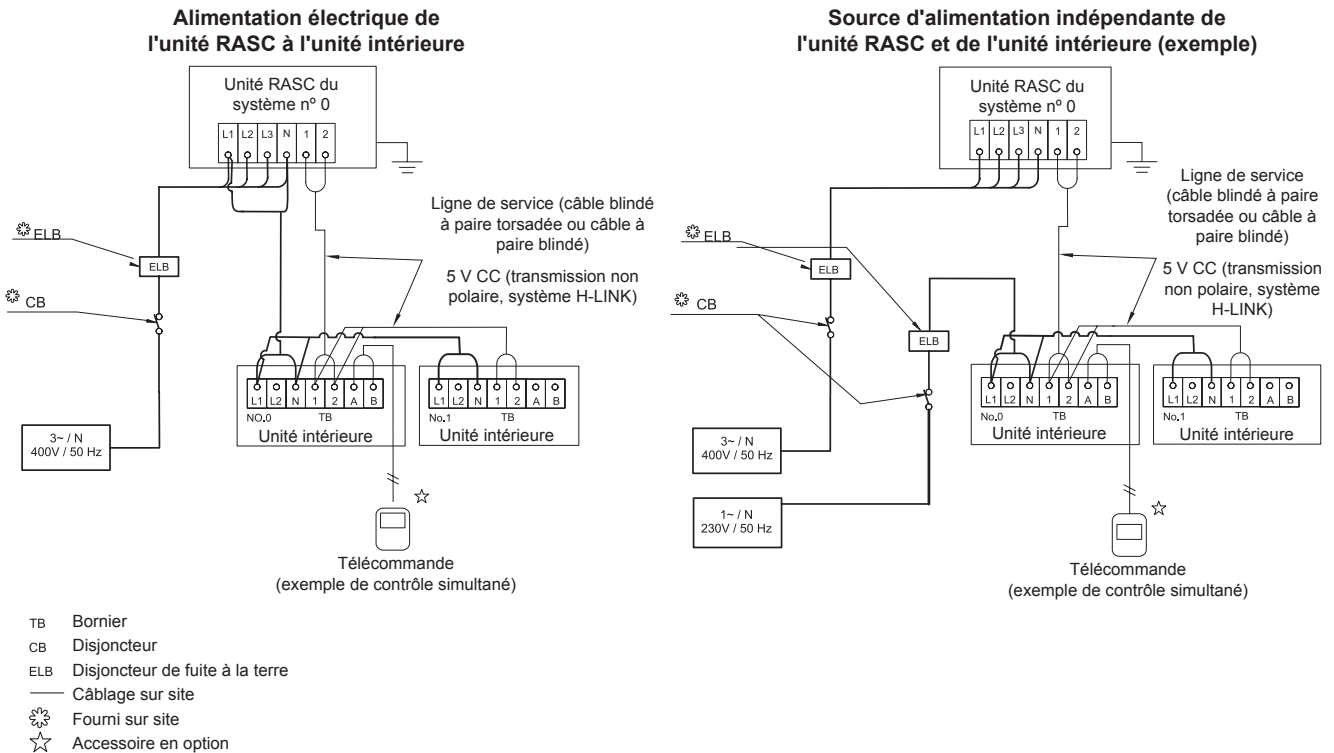 Alimentation électrique de
l'unité RASC à l'unité intérieure
Unité RASC du
système nº 0
L1 L2 L3 N 1 2
Ligne de service (câble blindé
à paire torsadée ou câble à
paire blindé)
5 V CC (transmission non
polaire, système H-LINK)
ELB
ELB
CB
L1 L2 N 1 2 A B
NO.0 TB
Unité intérieure
L1 L2 N 1 2 A B
No.1 TB
Unité intérieure
3~ / N
400V / 50 Hz
Télécommande
(exemple de contrôle simultané)
Source d'alimentation indépendante de
l'unité RASC et de l'unité intérieure (exemple)
Unité RASC du
système nº 0
L1 L2 L3 N 1 2
Ligne de service
(câble blindé à paire
torsadée ou câble à
paire blindé)
5 V CC (transmission
non polaire, système
H-LINK)
ELB
ELB
CB
ELB
L1 L2 N 1 2 A B
No.0 TB
Unité intérieure
L1 L2 N 1 2 A B
No.1 TB
Unité intérieure
3~ / N
400V / 50 Hz
1~ / N
230V / 50 Hz
Télécommande
(exemple de contrôle simultané)
TB Bornier
CB Disjoncteur
ELB Disjoncteur de fuite à la terre
Câblage sur site
Fourni sur site
Accessoire en option